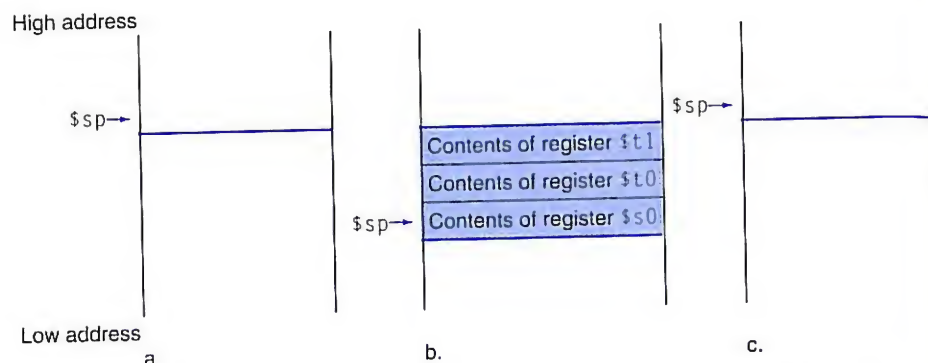 High address
$sp→
$sp→
Contents of register $t1
Contents of register $t0
$sp→
Contents of register $s0
Low address
a.
b.
c.